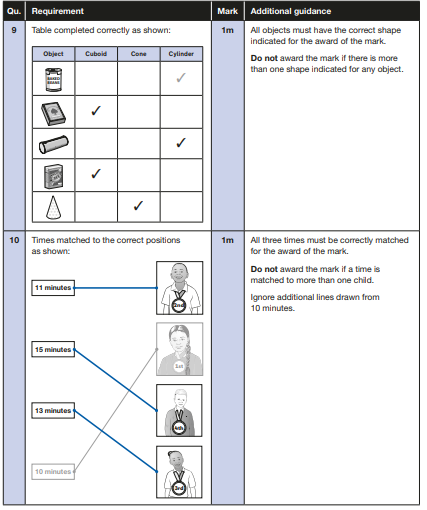 Qu. Requirement Mark Additional guidance
9 Table completed correctly as shown: 1m All objects must have the correct shape
indicated for the award of the mark.
Do not award the mark if there is more
than one shape indicated for any object.
Object Cuboid Cone Cylinder
BAKED
BEANS
✓
✓
✓
✓
✓
10 Times matched to the correct positions
as shown:
1m All three times must be correctly matched
for the award of the mark.
Do not award the mark if a time is
matched to more than one child.
Ignore additional lines drawn from
10 minutes.
11 minutes
2nd
15 minutes
1st
13 minutes
4th
10 minutes
3rd